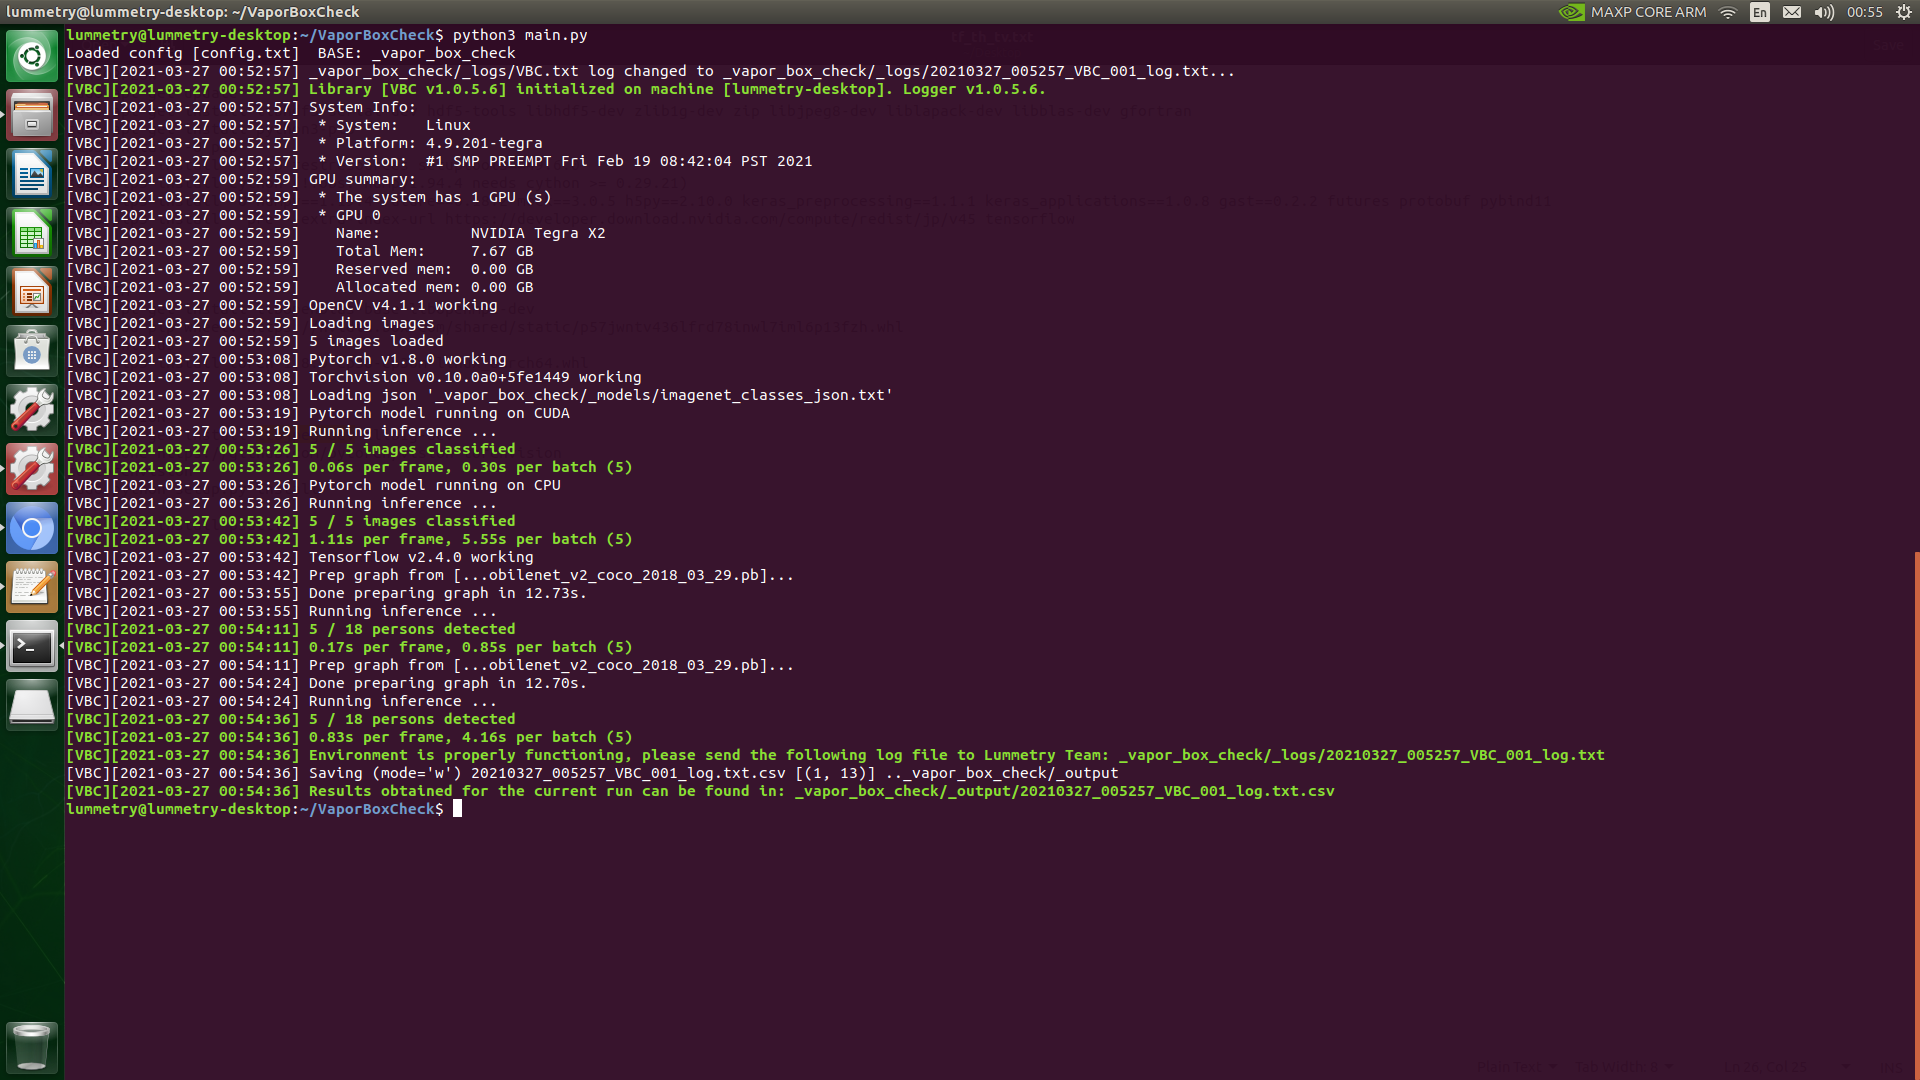 lummetry@lummetry-desktop: ~/VaporBoxCheck
MAXP CORE ARM
En
00:55
lummetry@lummetry-desktop:~/VaporBoxCheck$ python3 main.py
Loaded config [config.txt]  BASE: _vapor_box_check
[VBC][2021-03-27 00:52:57] _vapor_box_check/_logs/VBC.txt log changed to _vapor_box_check/_logs/20210327_005257_VBC_001_log.txt...
[VBC][2021-03-27 00:52:57] Library [VBC v1.0.5.6] initialized on machine [lummetry-desktop]. Logger v1.0.5.6.
[VBC][2021-03-27 00:52:57] System Info:
[VBC][2021-03-27 00:52:57]  * System:   Linux
[VBC][2021-03-27 00:52:57]  * Platform: 4.9.201-tegra
[VBC][2021-03-27 00:52:57]  * Version:  #1 SMP PREEMPT Fri Feb 19 08:42:04 PST 2021
[VBC][2021-03-27 00:52:59] GPU summary:
[VBC][2021-03-27 00:52:59]  * The system has 1 GPU (s)
[VBC][2021-03-27 00:52:59]  * GPU 0
[VBC][2021-03-27 00:52:59]    Name:          NVIDIA Tegra X2
[VBC][2021-03-27 00:52:59]    Total Mem:     7.67 GB
[VBC][2021-03-27 00:52:59]    Reserved mem:  0.00 GB
[VBC][2021-03-27 00:52:59]    Allocated mem: 0.00 GB
[VBC][2021-03-27 00:52:59] OpenCV v4.1.1 working
[VBC][2021-03-27 00:52:59] Loading images
[VBC][2021-03-27 00:52:59] 5 images loaded
[VBC][2021-03-27 00:53:08] Pytorch v1.8.0 working
[VBC][2021-03-27 00:53:08] Torchvision v0.10.0a0+5fe1449 working
[VBC][2021-03-27 00:53:08] Loading json '_vapor_box_check/_models/imagenet_classes_json.txt'
[VBC][2021-03-27 00:53:19] Pytorch model running on CUDA
[VBC][2021-03-27 00:53:19] Running inference ...
[VBC][2021-03-27 00:53:26] 5 / 5 images classified
[VBC][2021-03-27 00:53:26] 0.06s per frame, 0.30s per batch (5)
[VBC][2021-03-27 00:53:26] Pytorch model running on CPU
[VBC][2021-03-27 00:53:26] Running inference ...
[VBC][2021-03-27 00:53:42] 5 / 5 images classified
[VBC][2021-03-27 00:53:42] 1.11s per frame, 5.55s per batch (5)
[VBC][2021-03-27 00:53:42] Tensorflow v2.4.0 working
[VBC][2021-03-27 00:53:42] Prep graph from [...obilenet_v2_coco_2018_03_29.pb]...
[VBC][2021-03-27 00:53:55] Done preparing graph in 12.73s.
[VBC][2021-03-27 00:53:55] Running inference ...
[VBC][2021-03-27 00:54:11] 5 / 18 persons detected
[VBC][2021-03-27 00:54:11] 0.17s per frame, 0.85s per batch (5)
[VBC][2021-03-27 00:54:11] Prep graph from [...obilenet_v2_coco_2018_03_29.pb]...
[VBC][2021-03-27 00:54:24] Done preparing graph in 12.70s.
[VBC][2021-03-27 00:54:24] Running inference ...
[VBC][2021-03-27 00:54:36] 5 / 18 persons detected
[VBC][2021-03-27 00:54:36] 0.83s per frame, 4.16s per batch (5)
[VBC][2021-03-27 00:54:36] Environment is properly functioning, please send the following log file to Lummetry Team: _vapor_box_check/_logs/20210327_005257_VBC_001_log.txt
[VBC][2021-03-27 00:54:36] Saving (mode='w') 20210327_005257_VBC_001_log.txt.csv [(1, 13)] .._vapor_box_check/_output
[VBC][2021-03-27 00:54:36] Results obtained for the current run can be found in: _vapor_box_check/_output/20210327_005257_VBC_001_log.txt.csv
lummetry@lummetry-desktop:~/VaporBoxCheck$